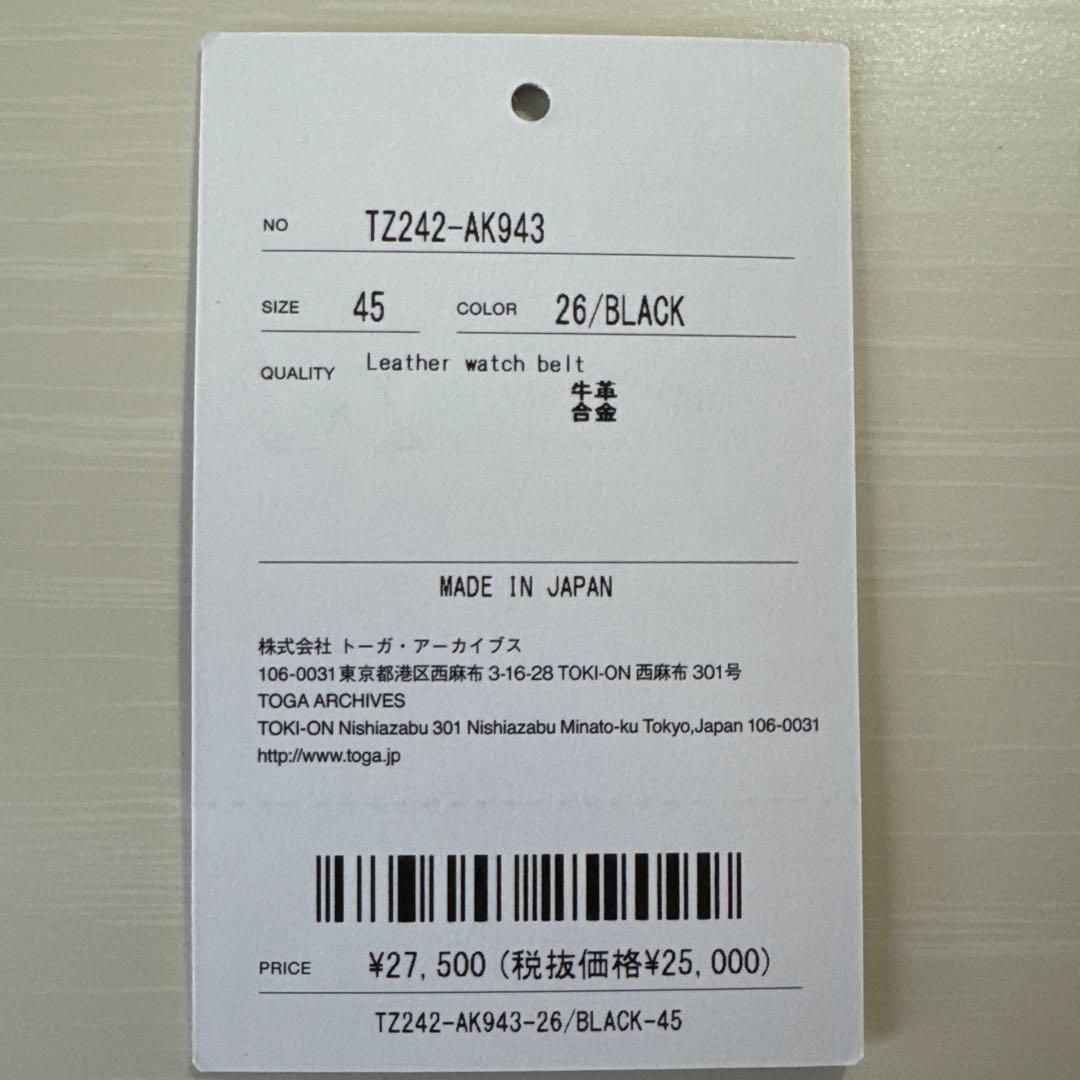 NO TZ242-AK943
SIZE 45 COLOR 26/BLACK
QUALITY Leather watch belt
牛革
合金
MADE IN JAPAN
株式会社 トーガ・アーカイブス
106-0031東京都港区西麻布 3-16-28 TOKI-ON 西麻布 301号
TOGA ARCHIVES
TOKI-ON Nishiazabu 301 Nishiazabu Minato-ku Tokyo,Japan 106-0031
http://www.toga.jp
PRICE ¥27,500 (税抜価格¥25,000)
TZ242-AK943-26/BLACK-45